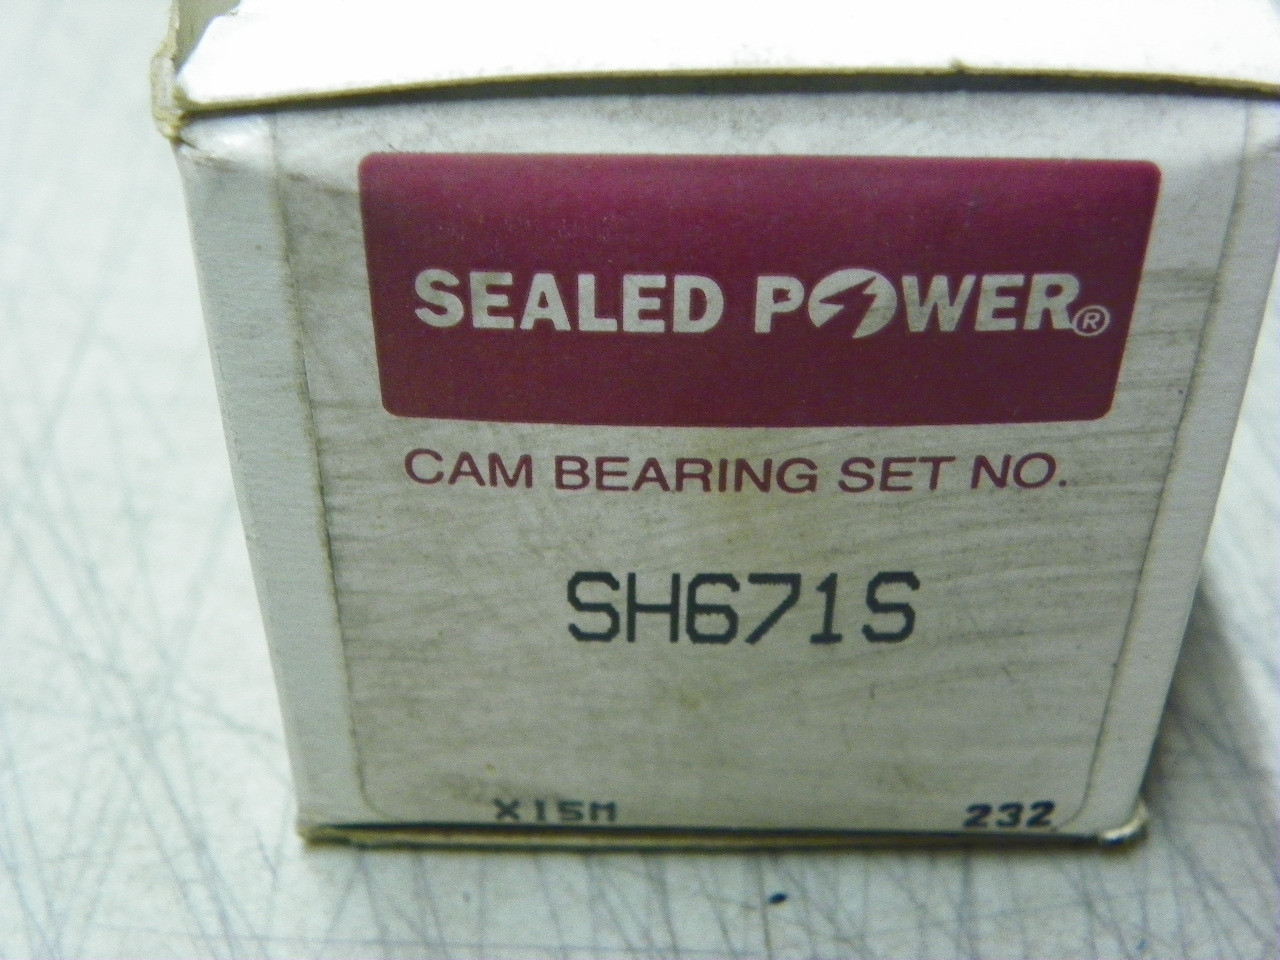 SEALED POWER®
CAM BEARING SET NO.
SH671S
X15M 232